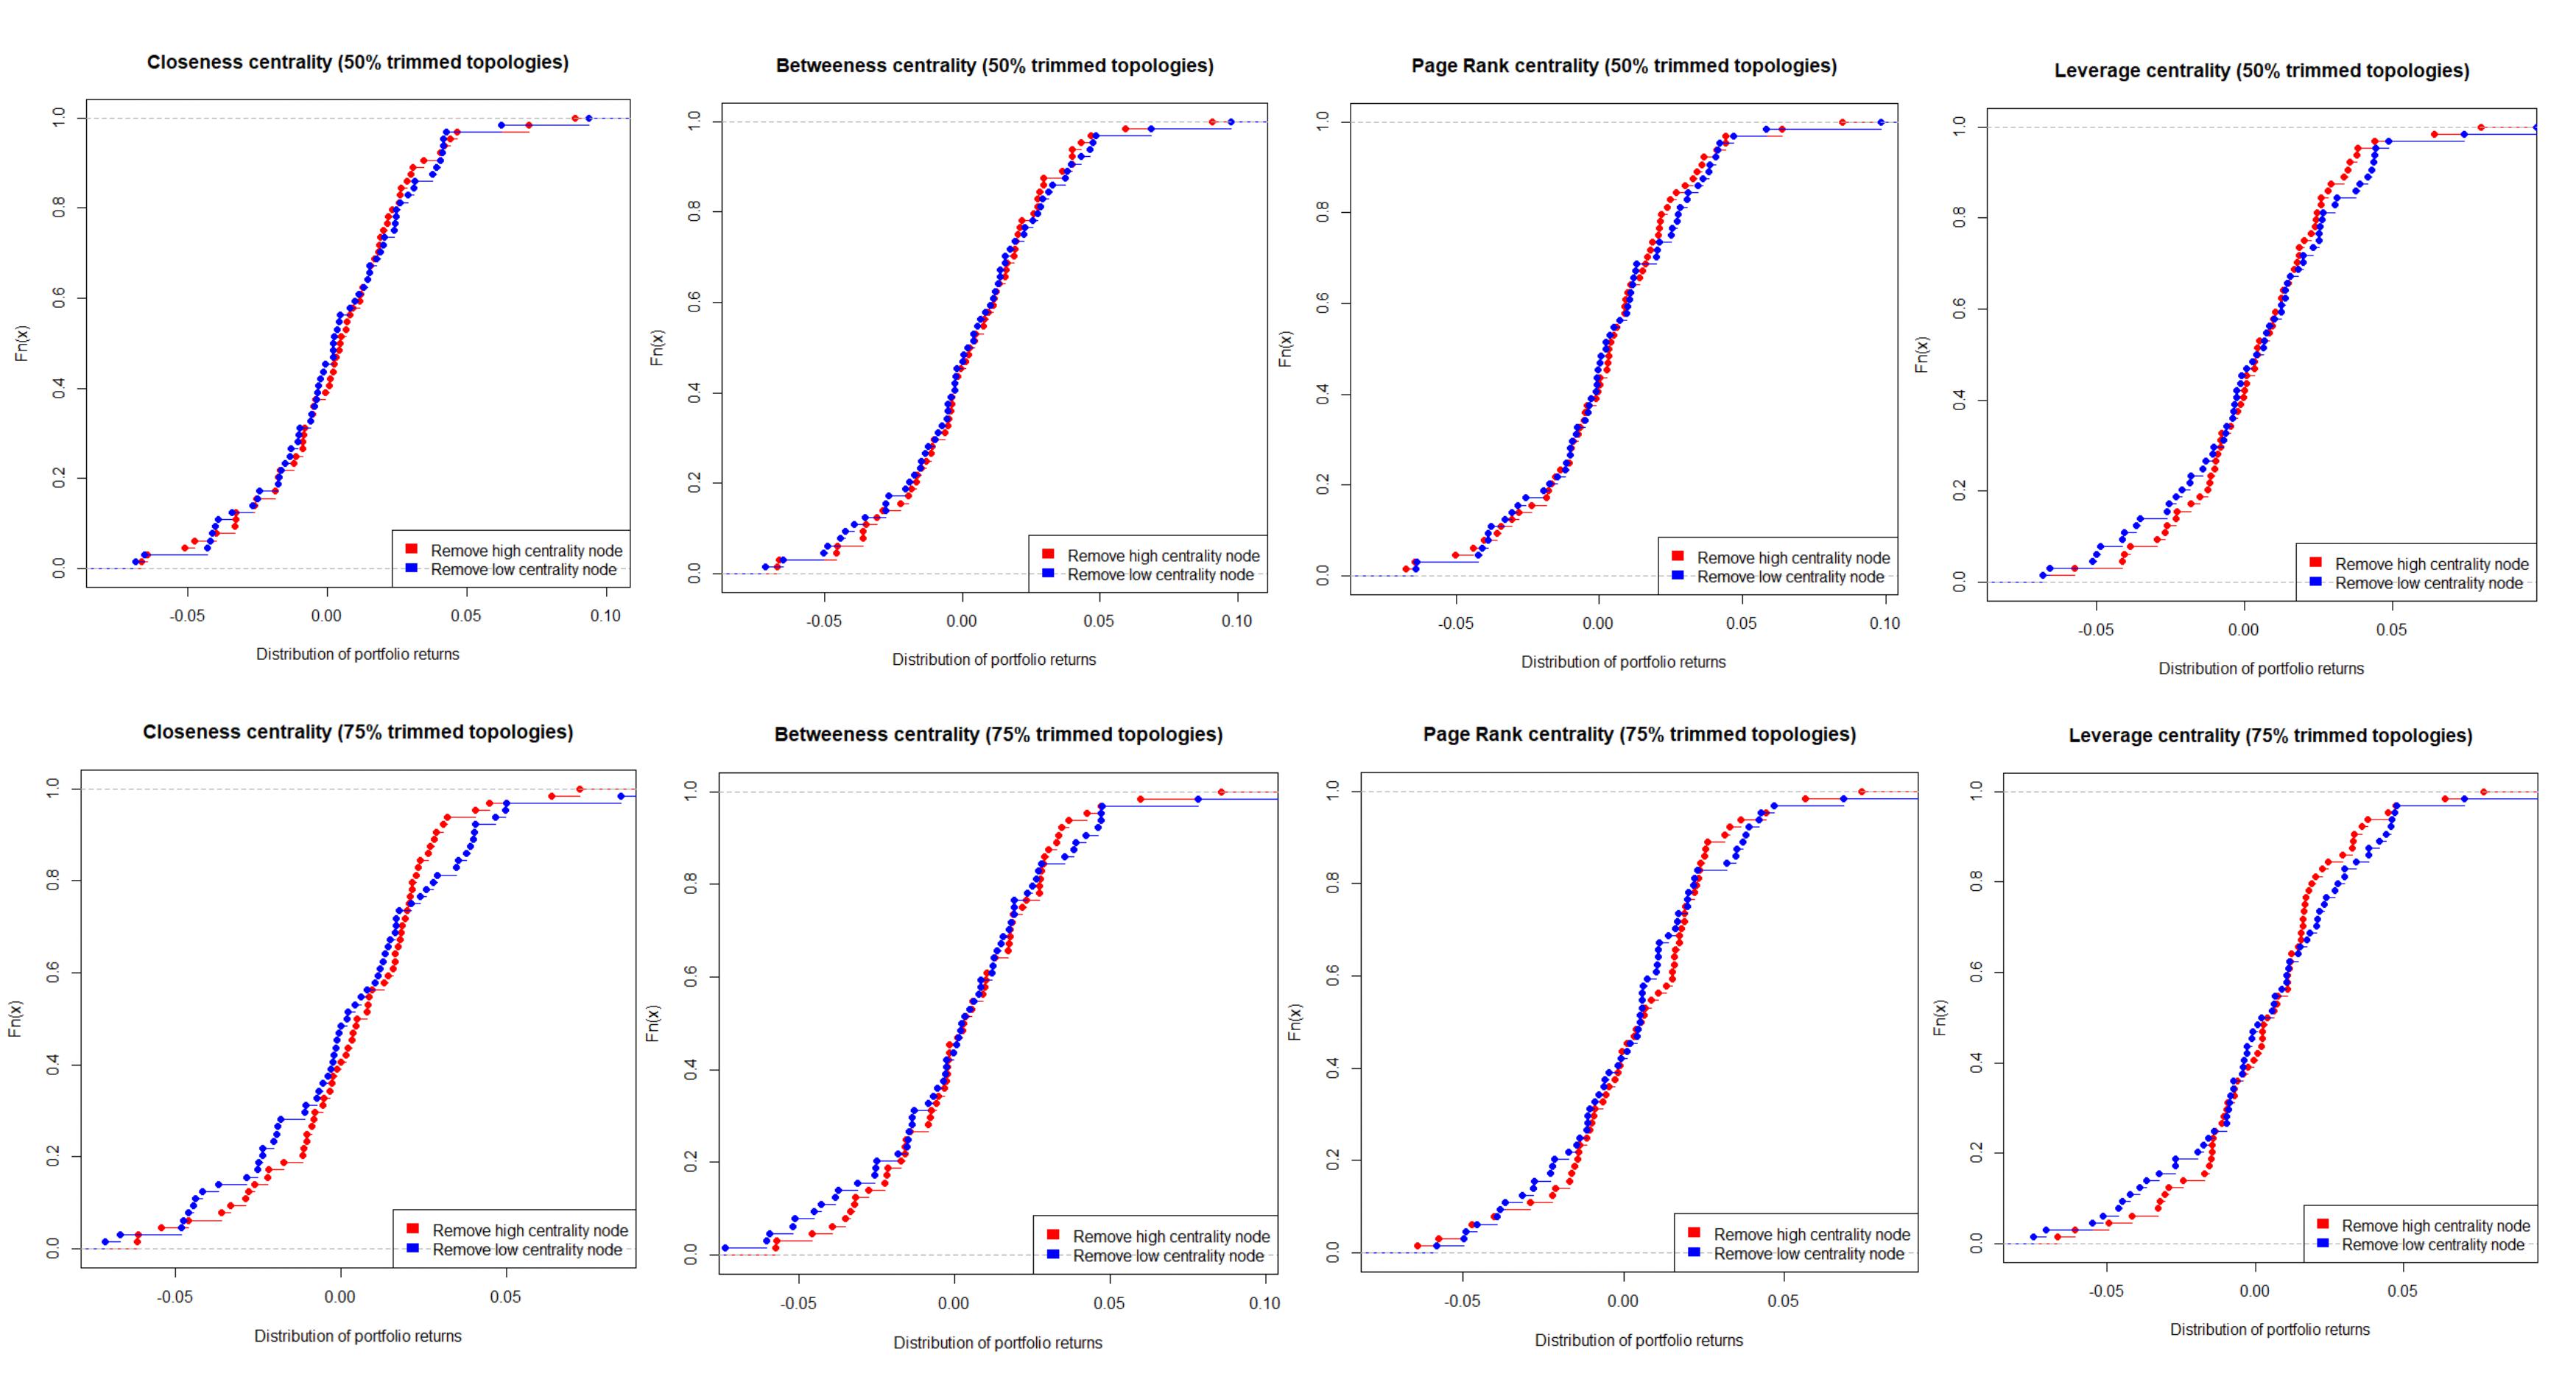 Closeness centrality (50% trimmed topologies)
Fn(x)
1.0
0.8
0.6
0.4
0.2
0.0
Remove high centrality node
Remove low centrality node
-0.05 0.00 0.05 0.10
Distribution of portfolio returns
Betweeness centrality (50% trimmed topologies)
Fn(x)
1.0
0.8
0.6
0.4
0.2
0.0
Remove high centrality node
Remove low centrality node
-0.05 0.00 0.05 0.10
Distribution of portfolio returns
Page Rank centrality (50% trimmed topologies)
Fn(x)
1.0
0.8
0.6
0.4
0.2
0.0
Remove high centrality node
Remove low centrality node
-0.05 0.00 0.05 0.10
Distribution of portfolio returns
Leverage centrality (50% trimmed topologies)
Fn(x)
1.0
0.8
0.6
0.4
0.2
0.0
Remove high centrality node
Remove low centrality node
-0.05 0.00 0.05
Distribution of portfolio returns
Closeness centrality (75% trimmed topologies)
Fn(x)
1.0
0.8
0.6
0.4
0.2
0.0
Remove high centrality node
Remove low centrality node
-0.05 0.00 0.05
Distribution of portfolio returns
Betweeness centrality (75% trimmed topologies)
Fn(x)
1.0
0.8
0.6
0.4
0.2
0.0
Remove high centrality node
Remove low centrality node
-0.05 0.00 0.05 0.10
Distribution of portfolio returns
Page Rank centrality (75% trimmed topologies)
Fn(x)
1.0
0.8
0.6
0.4
0.2
0.0
Remove high centrality node
Remove low centrality node
-0.05 0.00 0.05
Distribution of portfolio returns
Leverage centrality (75% trimmed topologies)
Fn(x)
1.0
0.8
0.6
0.4
0.2
0.0
Remove high centrality node
Remove low centrality node
-0.05 0.00 0.05
Distribution of portfolio returns